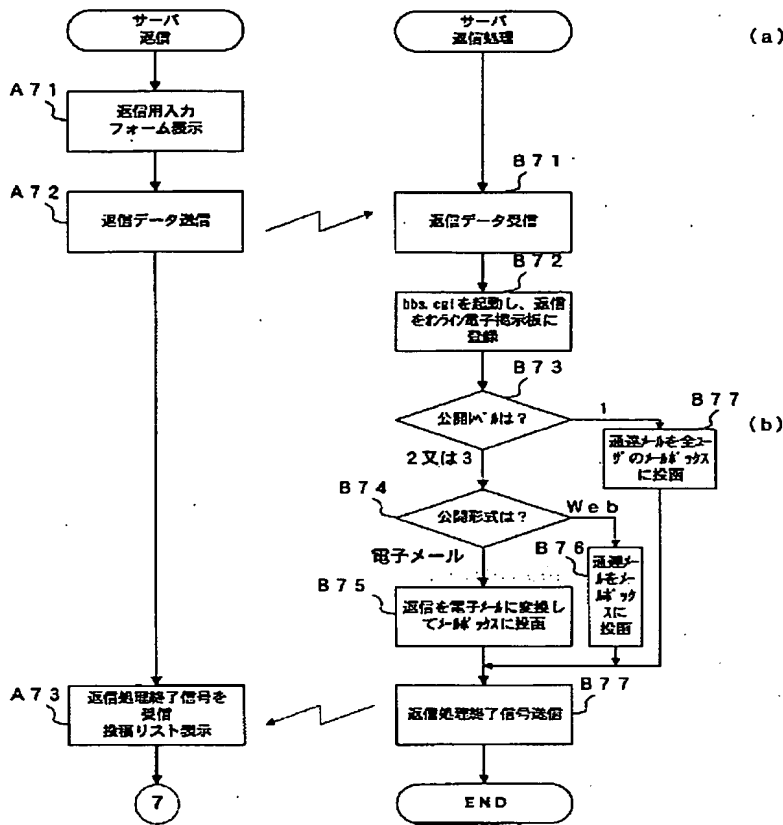 サーバ
返信
サーバ
返信処理
(a)
A71
返信用入力
フォーム表示
A72
返信データ送信
B71
返信データ受信
B72
bbs.cgiを起動し、返信
をオンライン電子掲示板に
登録
B73
公開レベルは?
1
B77
(b)
通達メールを全ユー
ザのメールボックス
に投函
2又は3
B74
公開形式は?
Web
電子メール
B76
通達メー
ルをメール
ボックス
に
投函
B75
返信を電子メールに変換し
てメールボックスに投函
A73
返信処理終了信号を
受信
投稿リスト表示
B77
返信処理終了信号送信
7
END